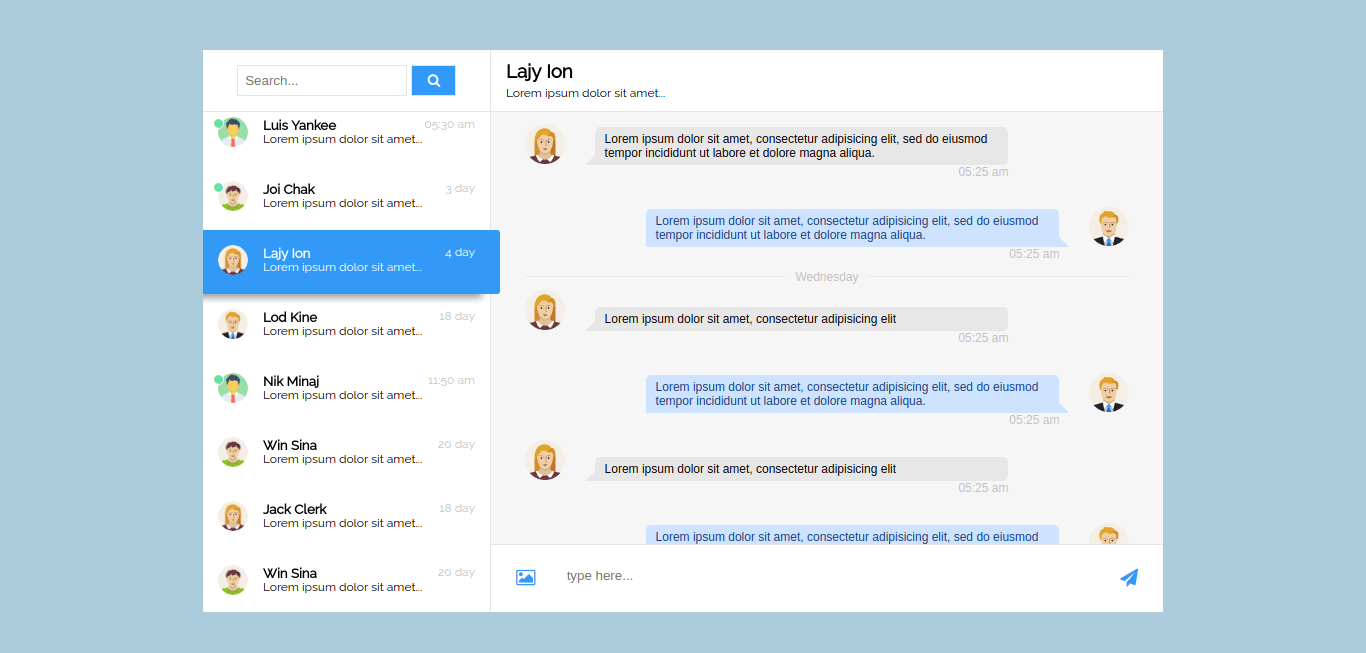 Search...
Luis Yankee 05:30 am
Lorem ipsum dolor sit amet...
Joi Chak 3 day
Lorem ipsum dolor sit amet...
Lajy Ion 4 day
Lorem ipsum dolor sit amet...
Lod Kine 18 day
Lorem ipsum dolor sit amet...
Nik Minaj 11:50 am
Lorem ipsum dolor sit amet...
Win Sina 20 day
Lorem ipsum dolor sit amet...
Jack Clerk 18 day
Lorem ipsum dolor sit amet...
Win Sina 20 day
Lorem ipsum dolor sit amet...
Lajy Ion
Lorem ipsum dolor sit amet...
Lorem ipsum dolor sit amet, consectetur adipisicing elit, sed do eiusmod
tempor incididunt ut labore et dolore magna aliqua.
05:25 am
Lorem ipsum dolor sit amet, consectetur adipisicing elit, sed do eiusmod
tempor incididunt ut labore et dolore magna aliqua.
05:25 am
Wednesday
Lorem ipsum dolor sit amet, consectetur adipisicing elit
05:25 am
Lorem ipsum dolor sit amet, consectetur adipisicing elit, sed do eiusmod
tempor incididunt ut labore et dolore magna aliqua.
05:25 am
Lorem ipsum dolor sit amet, consectetur adipisicing elit
05:25 am
Lorem ipsum dolor sit amet, consectetur adipisicing elit, sed do eiusmod
type here...